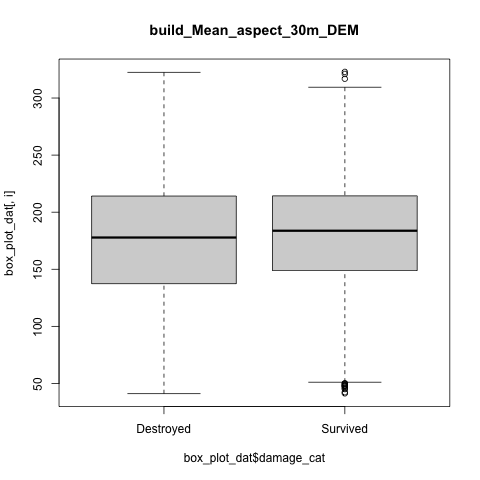 build_Mean_aspect_30m_DEM
box_plot_dat[, i]
300
250
200
150
100
50
Destroyed
Survived
box_plot_dat$damage_cat